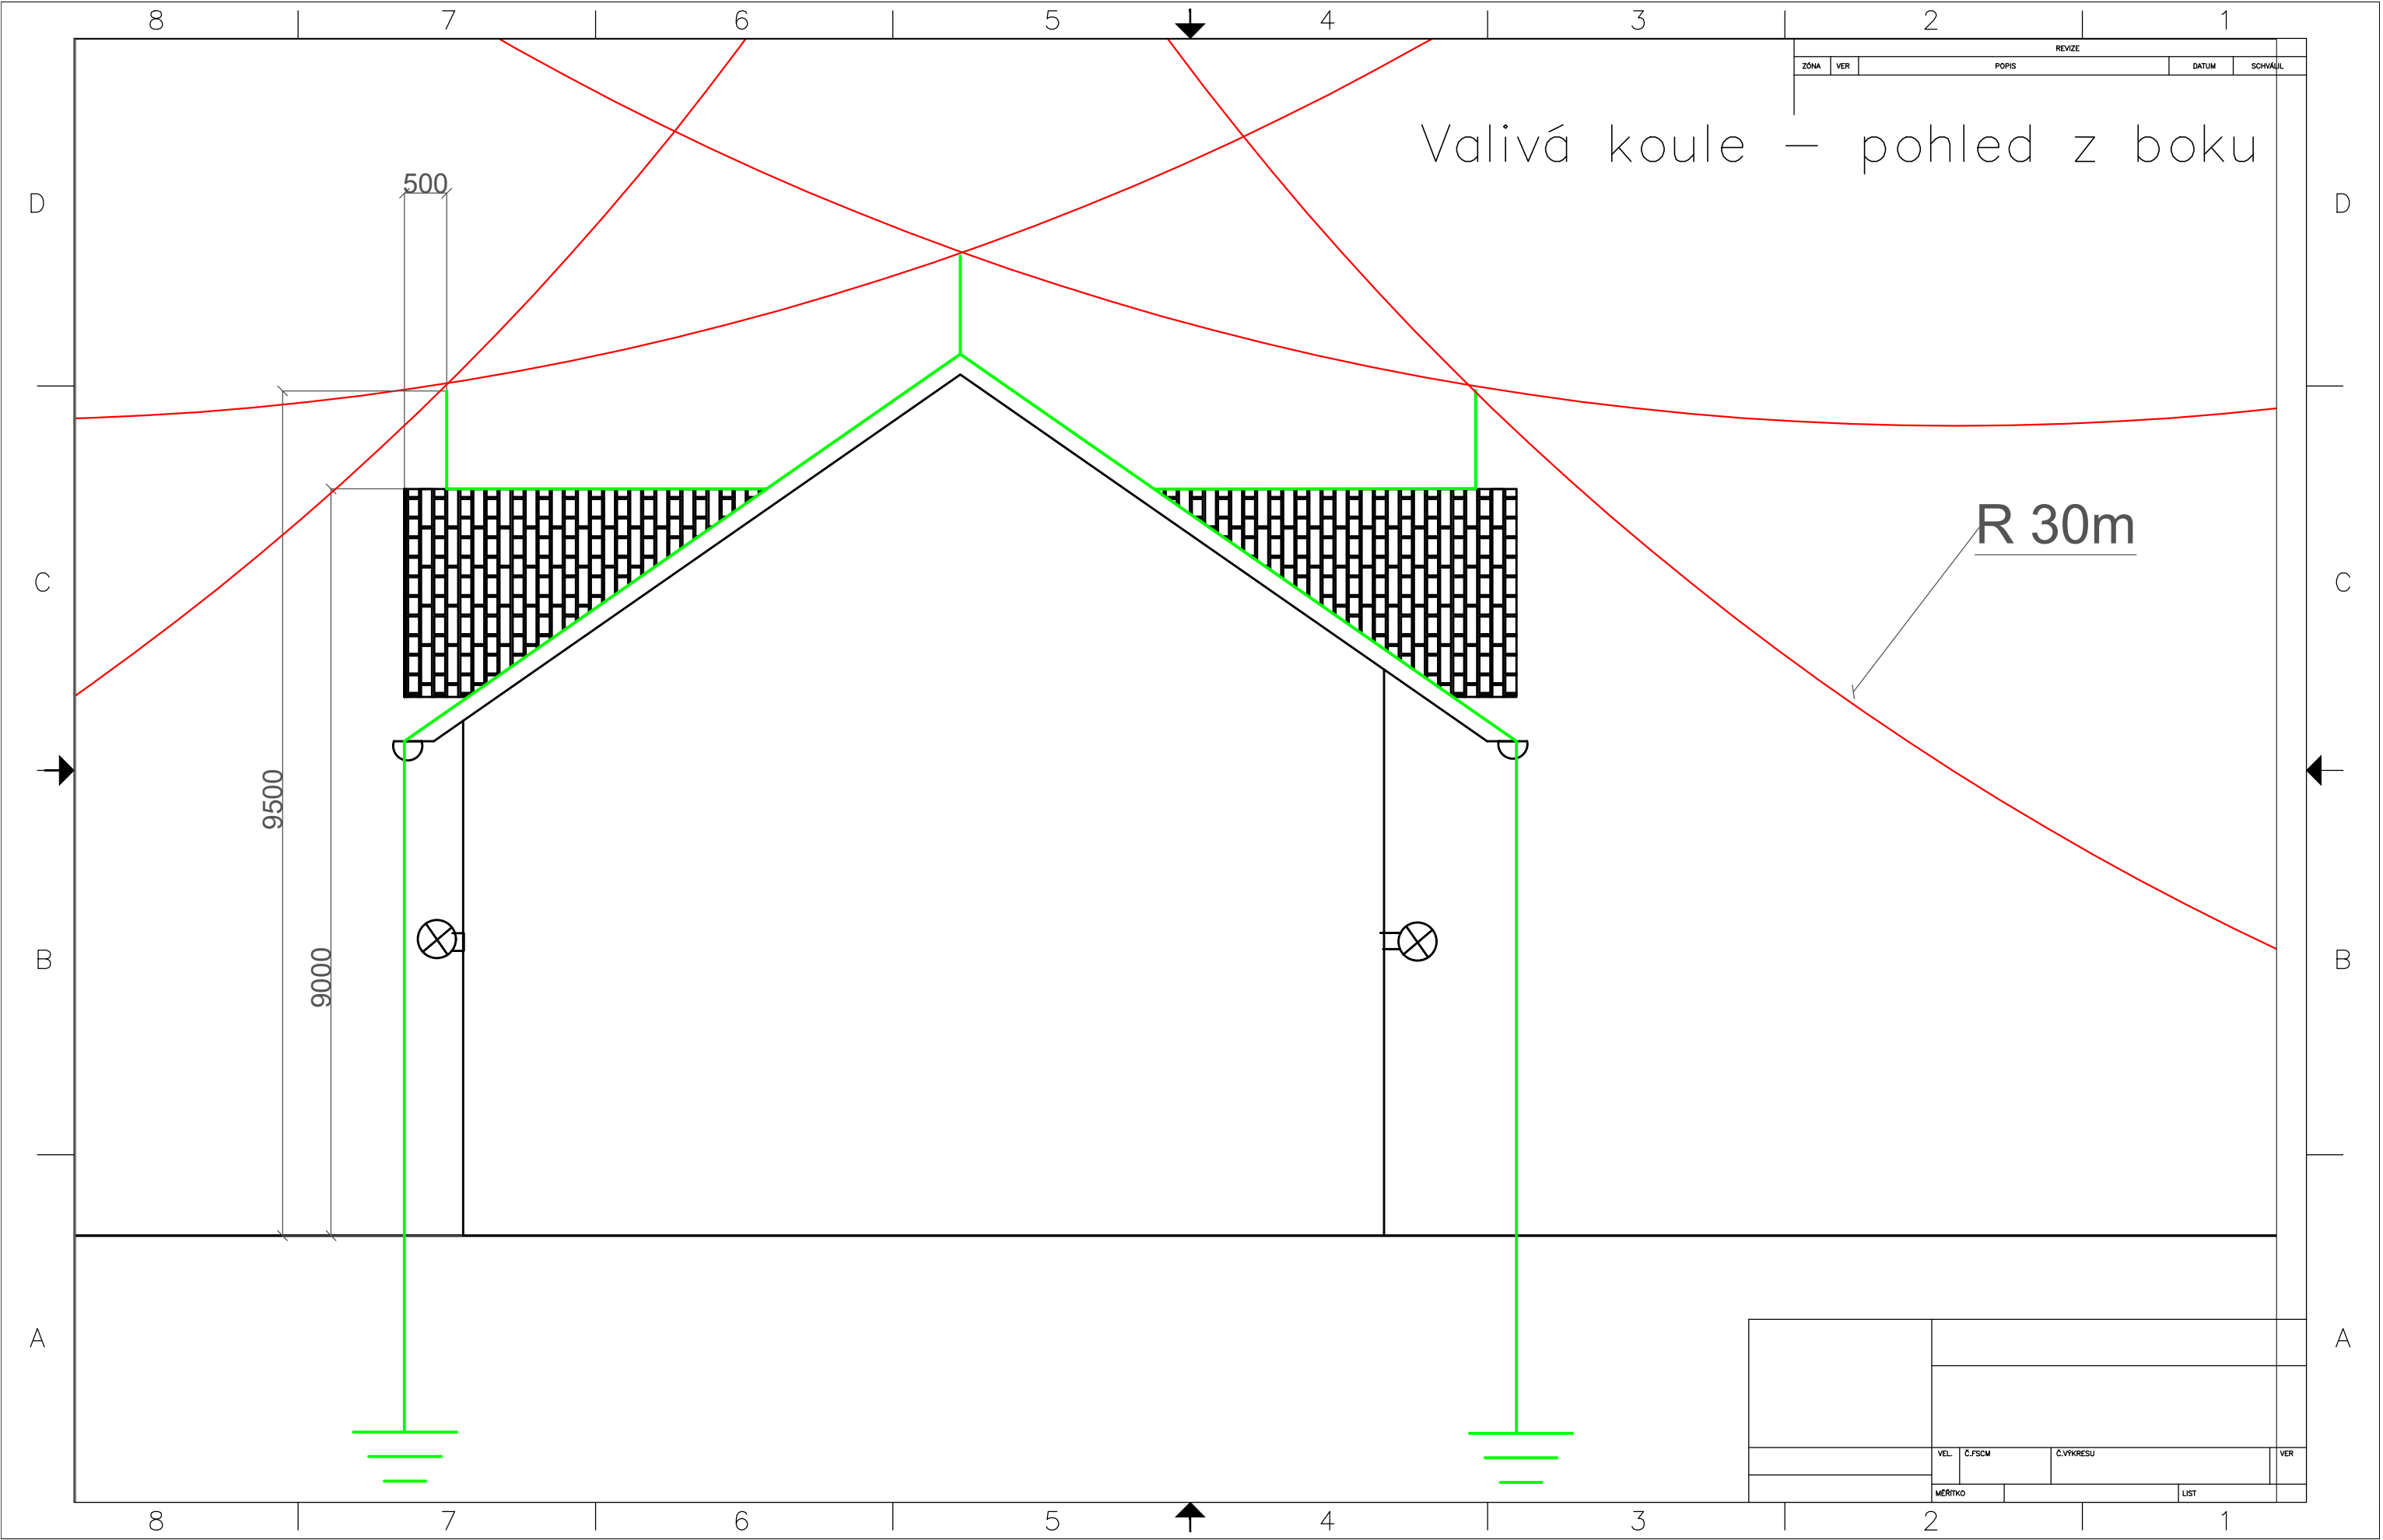 8 7 6 5 4 3 2 1
REVIZE
ZÓNA VER POPIS DATUM SCHVÁLIL
Valivá koule – pohled z boku
500
D D
R 30m
C C
9500
9000
B B
A A
VEL. Č.FSCM Č.VÝKRESU VER
MĚŘÍTKO LIST
8 7 6 5 4 3 2 1